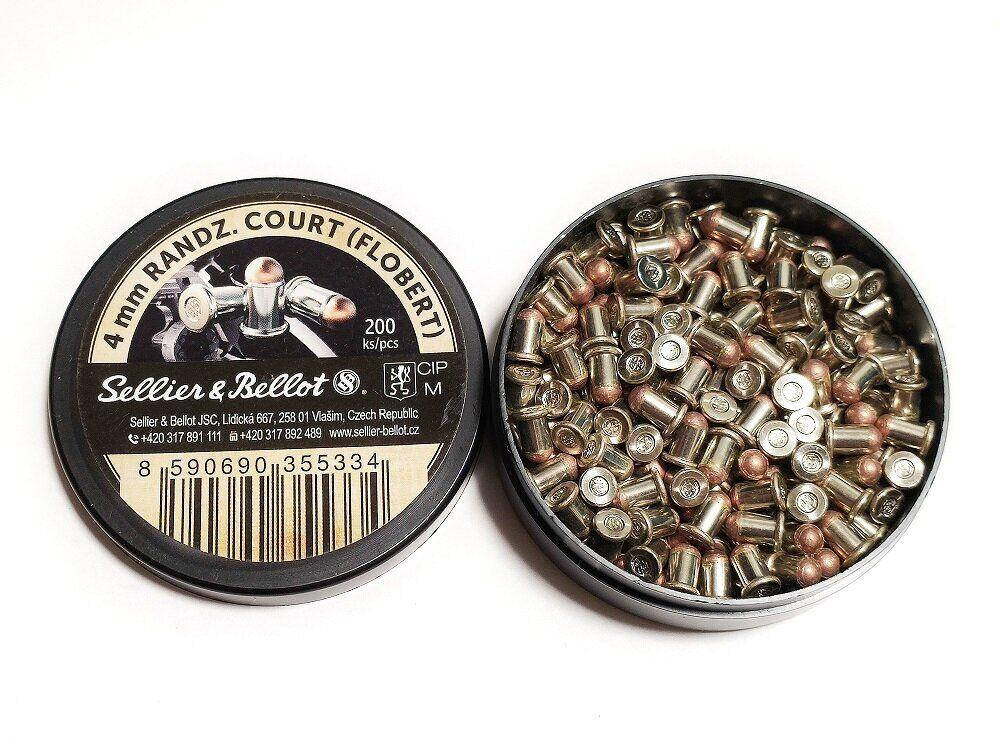 4 mm RANDZ. COURT (FLOBERT)
200
ks/pcs
Sellier & Bellot S&B®.
CIP
M
Sellier & Bellot JSC, Lidická 667, 258 01 Vlašim, Czech Republic
+420 317 891 111 +420 317 892 489 www.sellier-bellot.cz
8 590690 355334